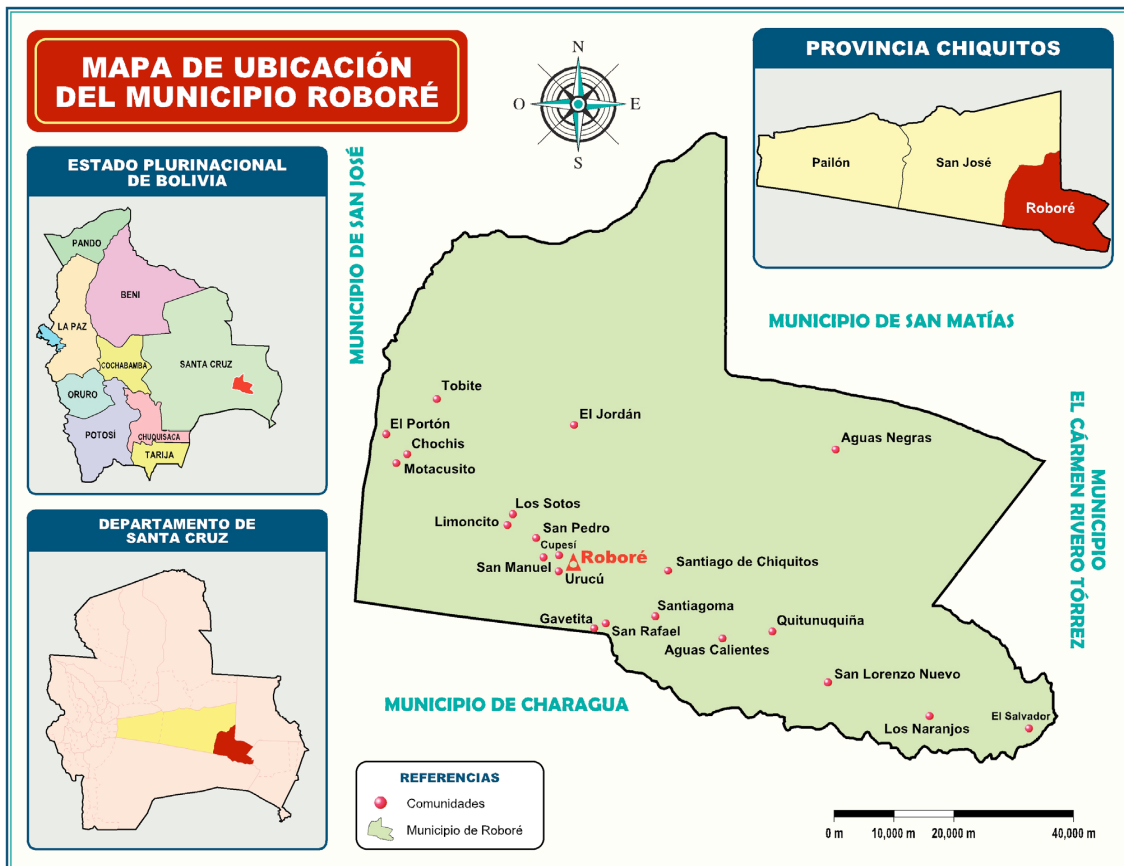 MAPA DE UBICACIÓN
DEL MUNICIPIO ROBORÉ
N
O
E
S
PROVINCIA CHIQUITOS
Pailón
San José
Roboré
ESTADO PLURINACIONAL
DE BOLIVIA
PANDO
BENI
LA PAZ
COCHABAMBA
SANTA CRUZ
ORURO
POTOSÍ
CHUQUISACA
TARIJA
DEPARTAMENTO DE
SANTA CRUZ
MUNICIPIO DE SAN JOSÉ
MUNICIPIO DE SAN MATÍAS
MUNICIPIO
EL CÁRMEN RIVERO TÓRREZ
MUNICIPIO DE CHARAGUA
Tobite
El Jordán
El Portón
Chochis
Motacusito
Aguas Negras
Los Sotos
Limoncito
San Pedro
Cupesí
Roboré
San Manuel
Urucú
Santiago de Chiquitos
Santiagoma
Gavetita
San Rafael
Quitunuquiña
Aguas Calientes
San Lorenzo Nuevo
Los Naranjos
El Salvador
REFERENCIAS
Comunidades
Municipio de Roboré
0 m 10,000 m 20,000 m 40,000 m